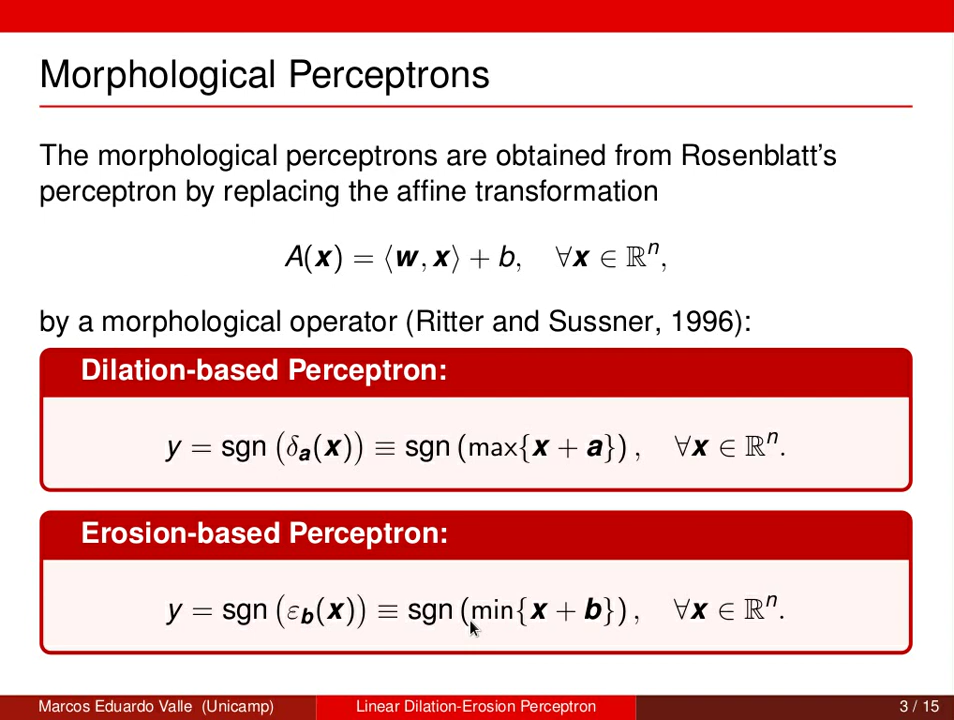 Morphological Perceptrons
The morphological perceptrons are obtained from Rosenblatt's
perceptron by replacing the affine transformation
A(x) = ⟨w, x⟩ + b, ∀x ∈ ℝⁿ,
by a morphological operator (Ritter and Sussner, 1996):
Dilation-based Perceptron:
y = sgn (δₐ(x)) ≡ sgn (max{x + a}) , ∀x ∈ ℝⁿ.
Erosion-based Perceptron:
y = sgn (ε_b(x)) ≡ sgn (min{x + b}) , ∀x ∈ ℝⁿ.
Marcos Eduardo Valle (Unicamp) Linear Dilation-Erosion Perceptron 3 / 15